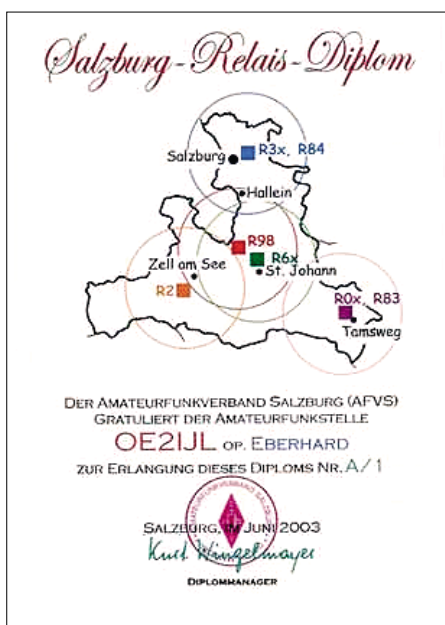 Salzburg-Relais-Diplom
R3x, R84
Salzburg
Hallein
R98
R6x
Zell am See
St. Johann
R2
R0x, R83
Tamsweg
DER AMATEURFUNKVERBAND SALZBURG (AFVS)
GRATULIERT DER AMATEURFUNKSTELLE
OE2IJL OP. EBERHARD
ZUR ERLANGUNG DIESES DIPLOMS NR. A/1
AMATEURFUNKVERBAND SALZBURG
SALZBURG, IM JUNI 2003
Kurt Wingelmayer
DIPLOMMANAGER